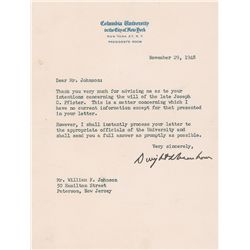 Columbia University
in the City of New York
NEW YORK 27, N.Y.
PRESIDENT'S ROOM
November 29, 1948
Dear Mr. Johnson:
Thank you very much for advising me as to your
intentions concerning the will of the late Joseph
D. Pfister. This is a matter concerning which I
have no current information except for that presented
in your letter.
However, I shall instantly process your letter to
the appropriate officials of the University and
shall send you a full answer as promptly as possible.
Very sincerely,
Dwight D Eisenhower
Mr. William F. Johnson
50 Hamilton Street
Paterson, New Jersey